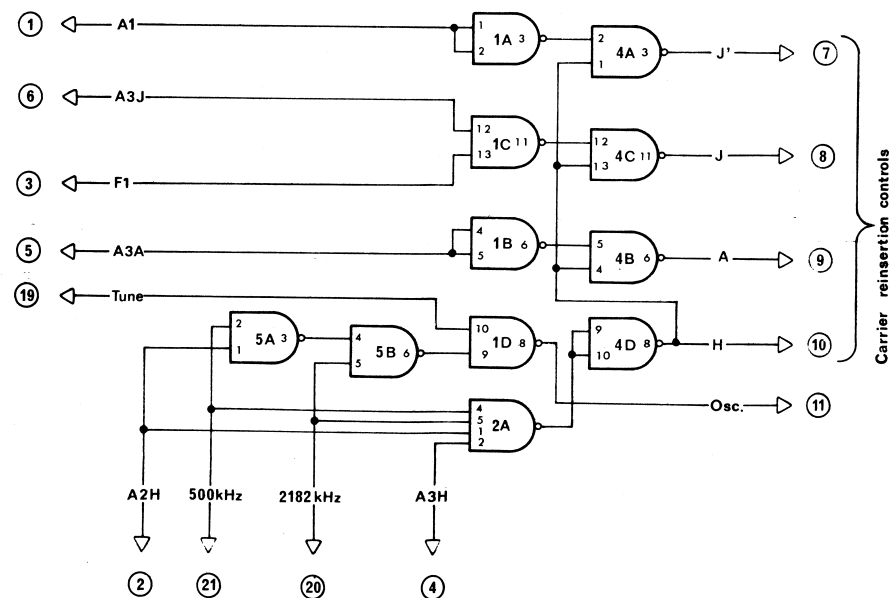 1 A1 1 2 1A 3 2 1 4A 3 J' 7
6 A3J 12 13 1C 11 12 13 4C 11 J 8
3 F1
5 A3A 4 5 1B 6 5 4 4B 6 A 9
19 Tune 10 9 1D 8 9 10 4D 8 H 10
2 1 5A 3 4 5 5B 6
Osc. 11
4 5 1 2 2A
A2H 500kHz 2182kHz A3H
2 21 20 4
Carrier reinsertion controls